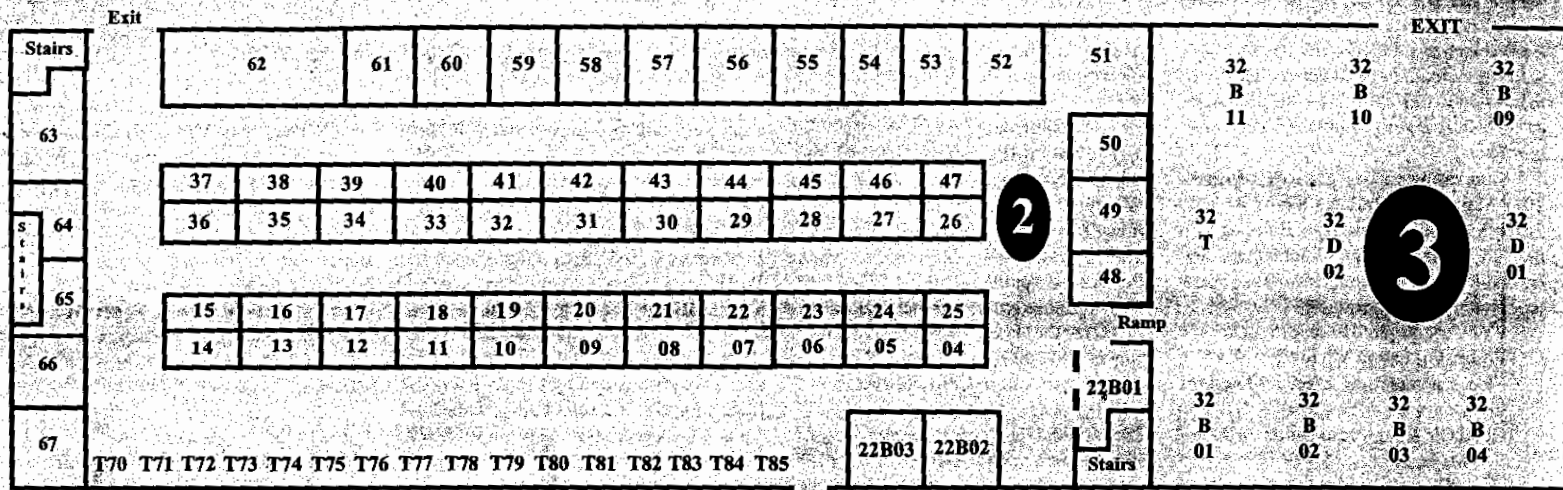 Exit
EXIT
Stairs
62 61 60 59 58 57 56 55 54 53 52 51
32 B 11
32 B 10
32 B 09
63
50
37 38 39 40 41 42 43 44 45 46 47
36 35 34 33 32 31 30 29 28 27 26
64
Stairs
2
49
32 T
32 D 02
3
32 D 01
65
48
15 16 17 18 19 20 21 22 23 24 25
14 13 12 11 10 09 08 07 06 05 04
Ramp
66
22B01
32 B 01
32 B 02
32 B 03
32 B 04
67
22B03 22B02
T70 T71 T72 T73 T74 T75 T76 T77 T78 T79 T80 T81 T82 T83 T84 T85
Stairs